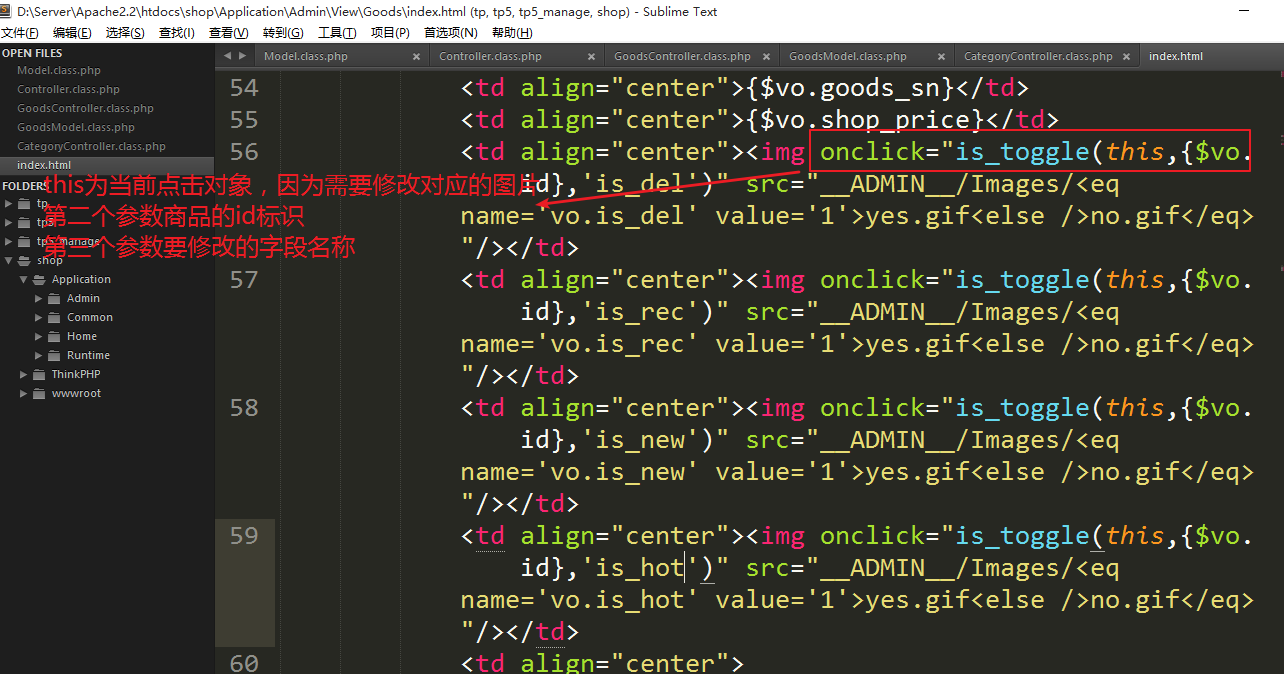 D:\Server\Apache2.2\htdocs\shop\Application\Admin\View\Goods\index.html (tp, tp5, tp5_manage, shop) - Sublime Text
文件(F) 编辑(E) 选择(S) 查找(I) 查看(V) 转到(G) 工具(T) 项目(P) 首选项(N) 帮助(H)
OPEN FILES
Model.class.php
Controller.class.php
GoodsController.class.php
GoodsModel.class.php
CategoryController.class.php
index.html
FOLDERS
tp
tp5
tp5_manage
shop
Application
Admin
Common
Home
Runtime
ThinkPHP
wwwroot
this为当前点击对象，因为需要修改对应的图片
第二个参数商品的id标识
第三个参数要修改的字段名称
Model.class.php × Controller.class.php × GoodsController.class.php × GoodsModel.class.php × CategoryController.class.php × index.html
54 <td align="center">{$vo.goods_sn}</td>
55 <td align="center">{$vo.shop_price}</td>
56 <td align="center"><img onclick="is_toggle(this,{$vo.
id},'is_del')" src="__ADMIN__/Images/<eq
name='vo.is_del' value='1'>yes.gif<else />no.gif</eq>
"/></td>
57 <td align="center"><img onclick="is_toggle(this,{$vo.
id},'is_rec')" src="__ADMIN__/Images/<eq
name='vo.is_rec' value='1'>yes.gif<else />no.gif</eq>
"/></td>
58 <td align="center"><img onclick="is_toggle(this,{$vo.
id},'is_new')" src="__ADMIN__/Images/<eq
name='vo.is_new' value='1'>yes.gif<else />no.gif</eq>
"/></td>
59 <td align="center"><img onclick="is_toggle(this,{$vo.
id},'is_hot')" src="__ADMIN__/Images/<eq
name='vo.is_hot' value='1'>yes.gif<else />no.gif</eq>
"/></td>
60 <td align="center">